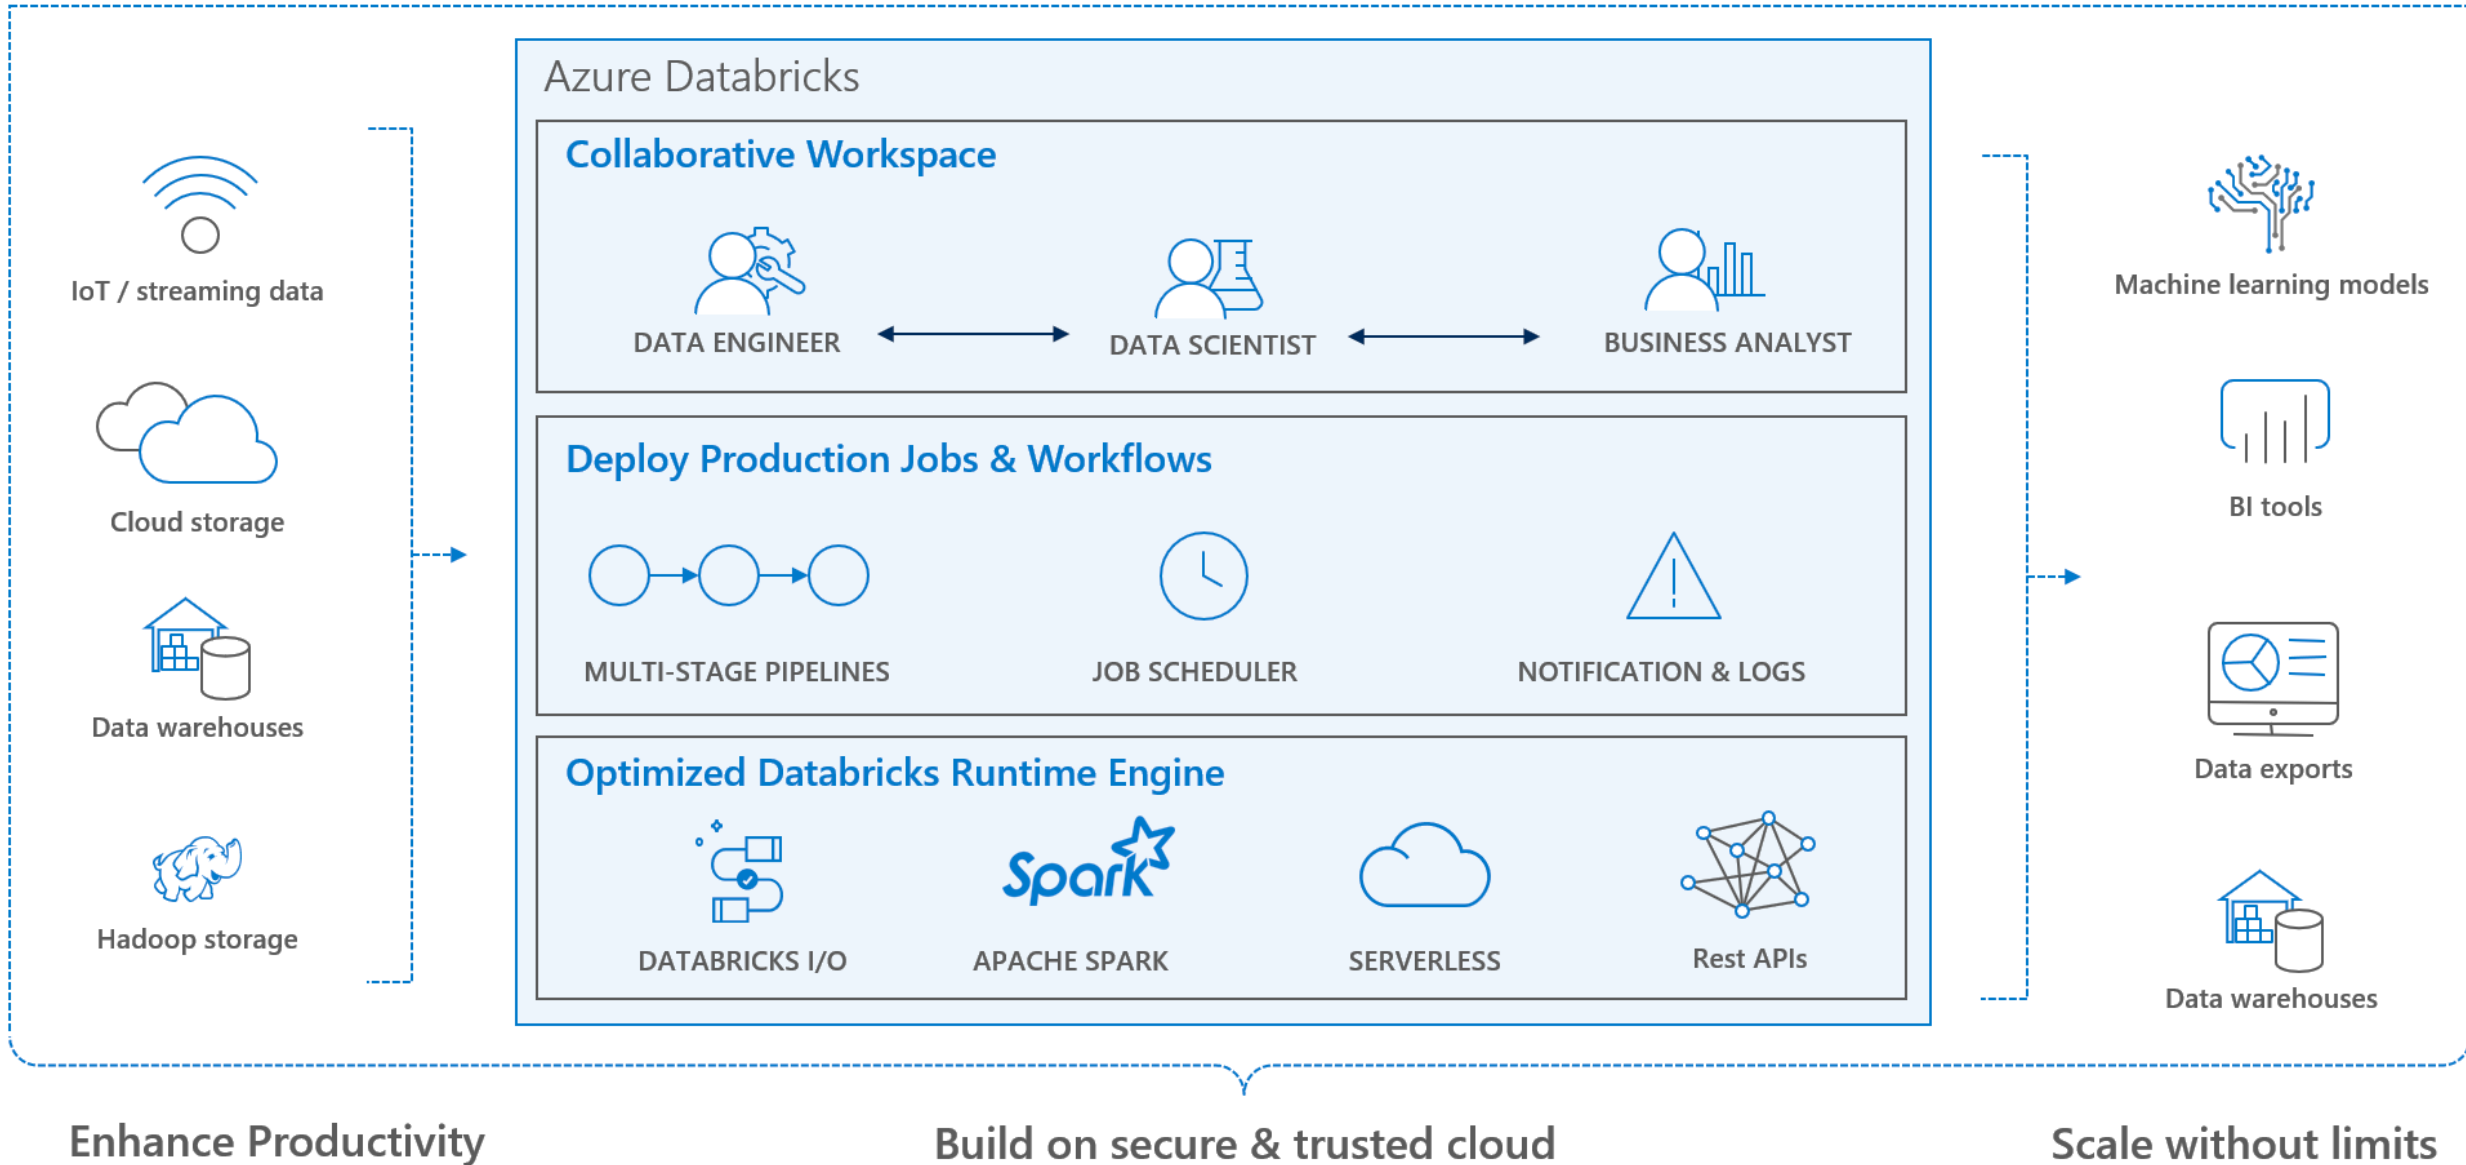 Azure Databricks
Collaborative Workspace
DATA ENGINEER
DATA SCIENTIST
BUSINESS ANALYST
Deploy Production Jobs & Workflows
MULTI-STAGE PIPELINES
JOB SCHEDULER
NOTIFICATION & LOGS
Optimized Databricks Runtime Engine
Spark
DATABRICKS I/O
APACHE SPARK
SERVERLESS
Rest APIs
IoT / streaming data
Cloud storage
Data warehouses
Hadoop storage
Machine learning models
BI tools
Data exports
Data warehouses
Enhance Productivity
Build on secure & trusted cloud
Scale without limits